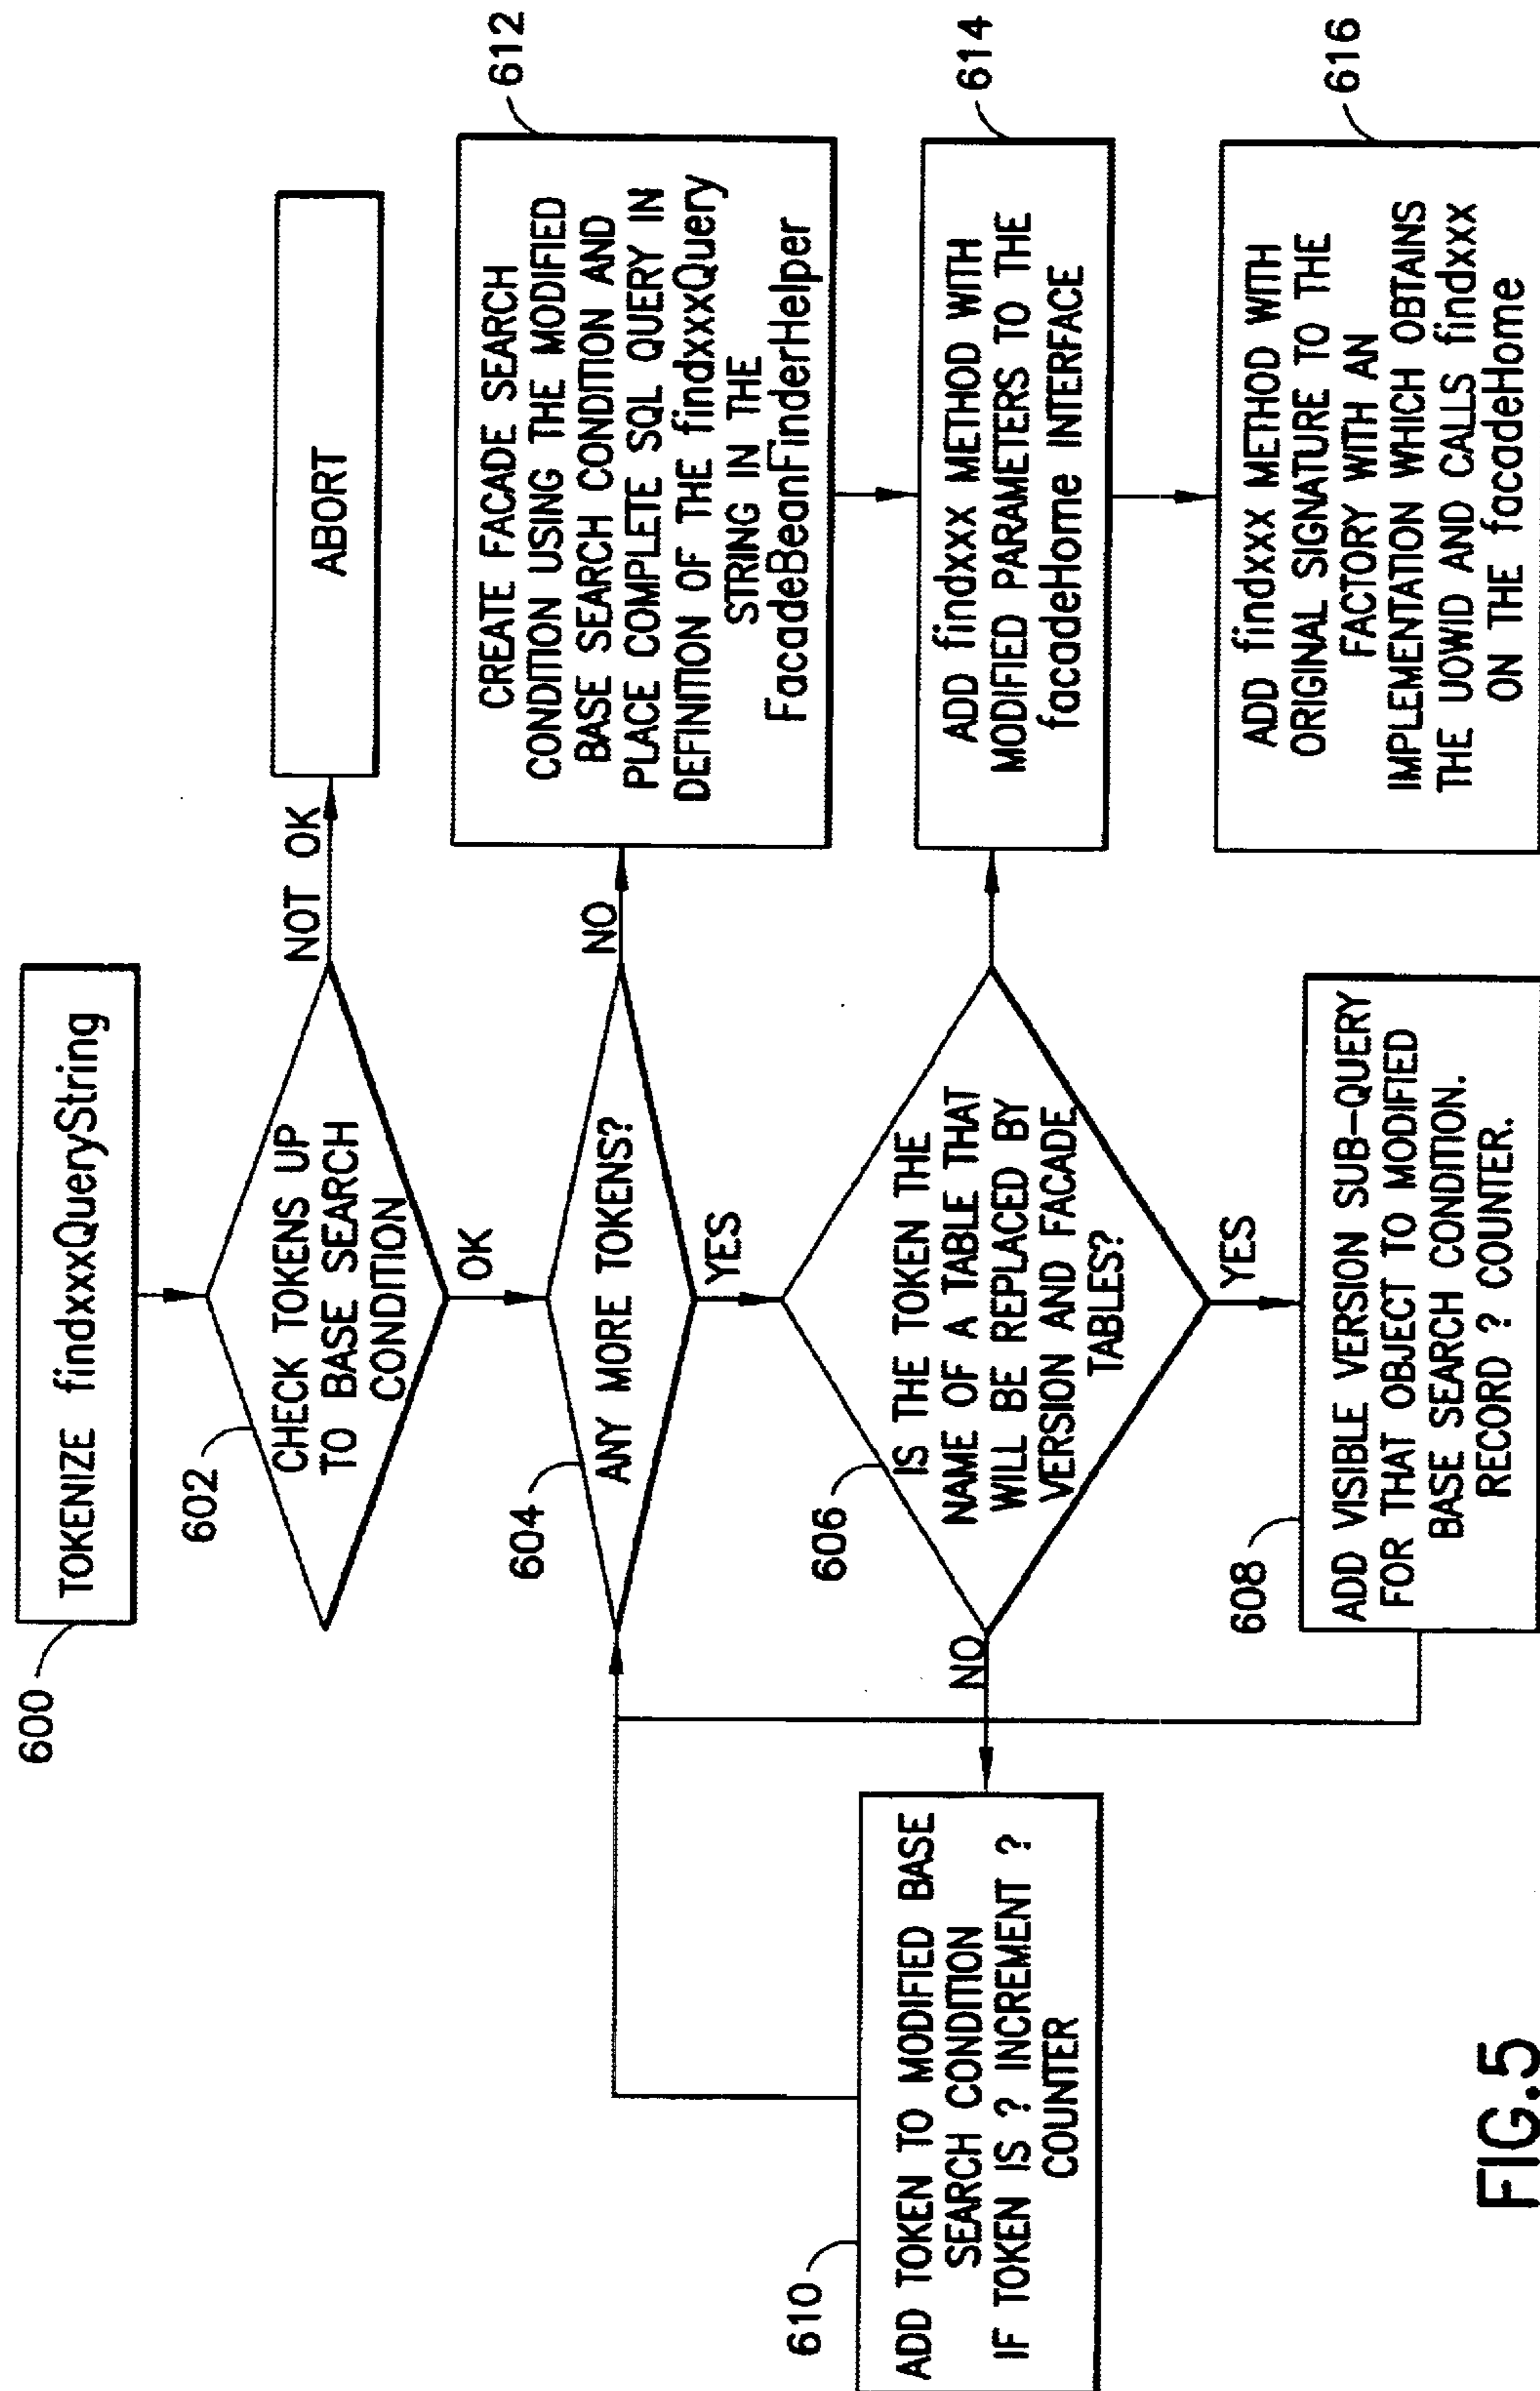 600
TOKENIZE findxxxQueryString
602
CHECK TOKENS UP
TO BASE SEARCH
CONDITION
NOT OK
ABORT
OK
604
ANY MORE TOKENS?
NO
612
CREATE FACADE SEARCH
CONDITION USING THE MODIFIED
BASE SEARCH CONDITION AND
PLACE COMPLETE SQL QUERY IN
DEFINITION OF THE findxxxQuery
STRING IN THE
FacadeBeanFinderHelper
YES
606
IS THE TOKEN THE
NAME OF A TABLE THAT
WILL BE REPLACED BY
VERSION AND FACADE
TABLES?
NO
610
ADD TOKEN TO MODIFIED BASE
SEARCH CONDITION
IF TOKEN IS ? INCREMENT ?
COUNTER
614
ADD findxxx METHOD WITH
MODIFIED PARAMETERS TO THE
facadeHome INTERFACE
YES
608
ADD VISIBLE VERSION SUB-QUERY
FOR THAT OBJECT TO MODIFIED
BASE SEARCH CONDITION.
RECORD ? COUNTER.
616
ADD findxxx METHOD WITH
ORIGINAL SIGNATURE TO THE
FACTORY WITH AN
IMPLEMENTATION WHICH OBTAINS
THE UOWID AND CALLS findxxx
ON THE facadeHome
FIG.5